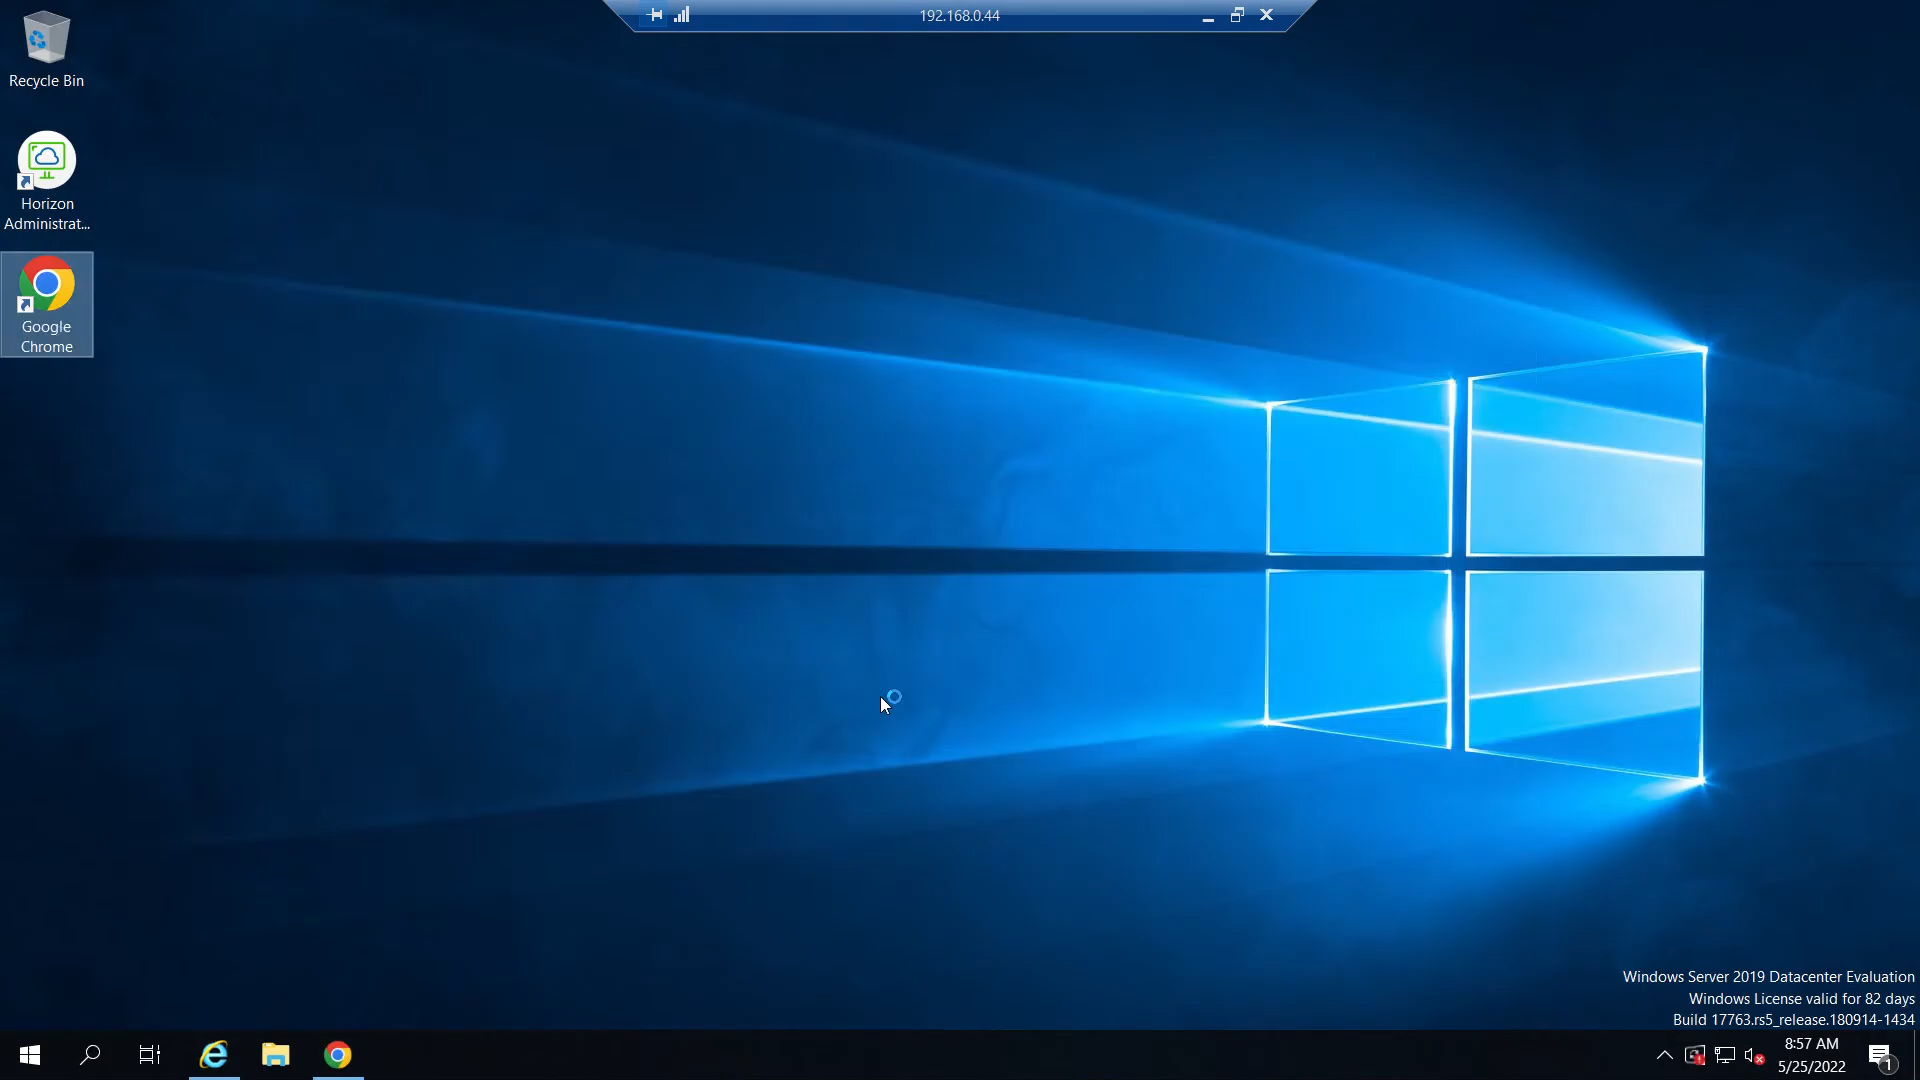 192.168.0.44
Recycle Bin
Horizon
Administrat...
Google
Chrome
Windows Server 2019 Datacenter Evaluation
Windows License valid for 82 days
Build 17763.rs5_release.180914-1434
8:57 AM
5/25/2022
1